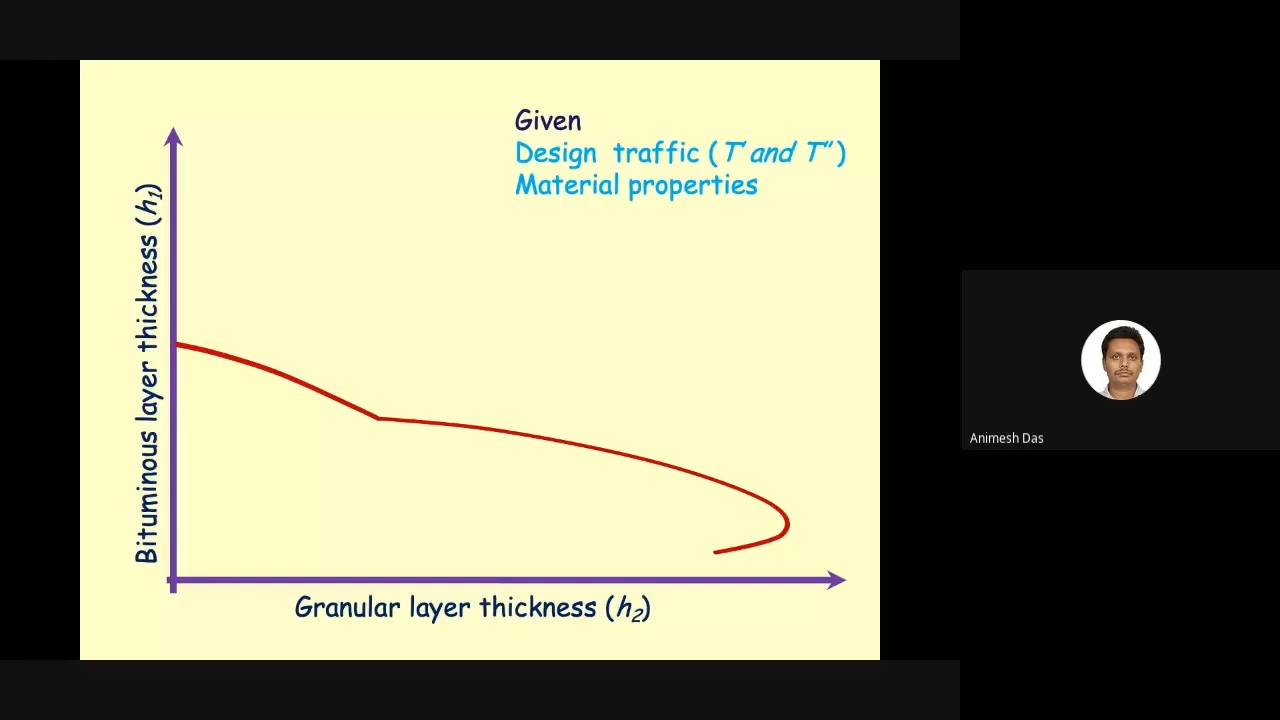 Given
Design traffic (T′ and T″)
Material properties
Bituminous layer thickness (h₁)
Granular layer thickness (h₂)
Animesh Das